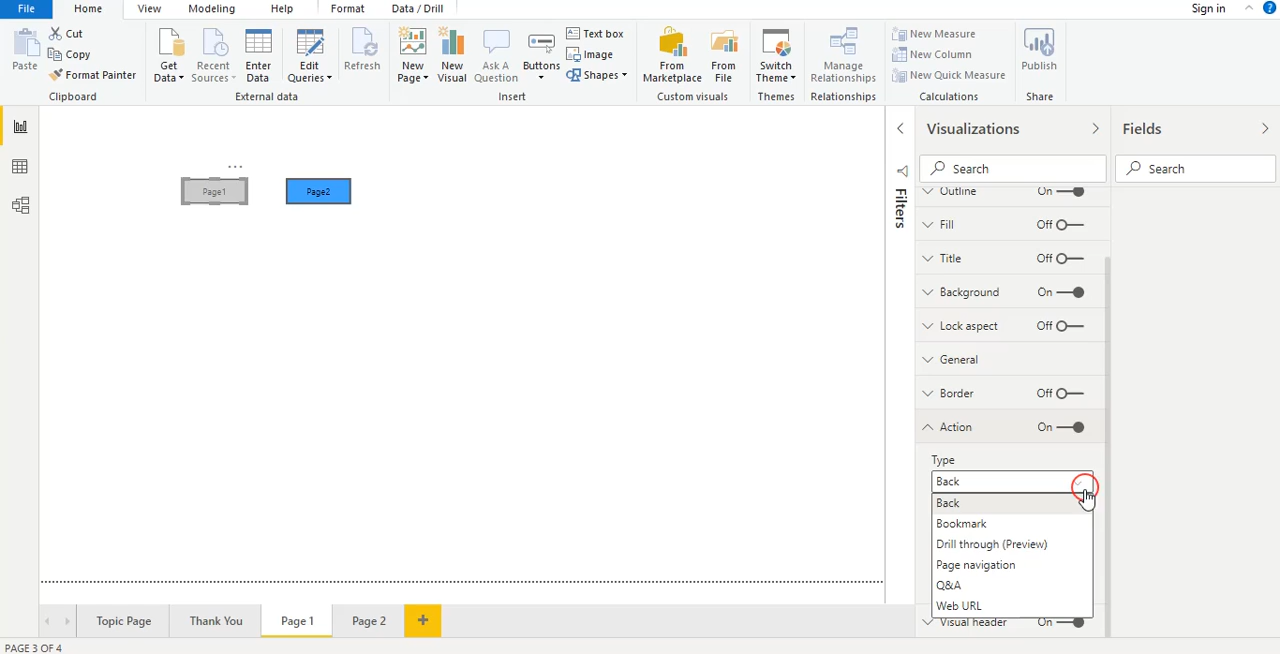 File Home View Modeling Help Format Data / Drill Sign in ?
Paste Cut Copy Format Painter Clipboard
Get Data Recent Sources Enter Data Edit Queries Refresh External data
New Page New Visual Ask A Question Buttons Text box Image Shapes Insert
From Marketplace From File Custom visuals
Switch Theme Themes
Manage Relationships Relationships
New Measure New Column New Quick Measure Calculations
Publish Share
Page1 Page2
Filters
Visualizations
Search
Outline On
Fill Off
Title Off
Background On
Lock aspect Off
General
Border Off
Action On
Type
Back
Back
Bookmark
Drill through (Preview)
Page navigation
Q&A
Web URL
Visual header On
Fields
Search
Topic Page Thank You Page 1 Page 2 +
PAGE 3 OF 4